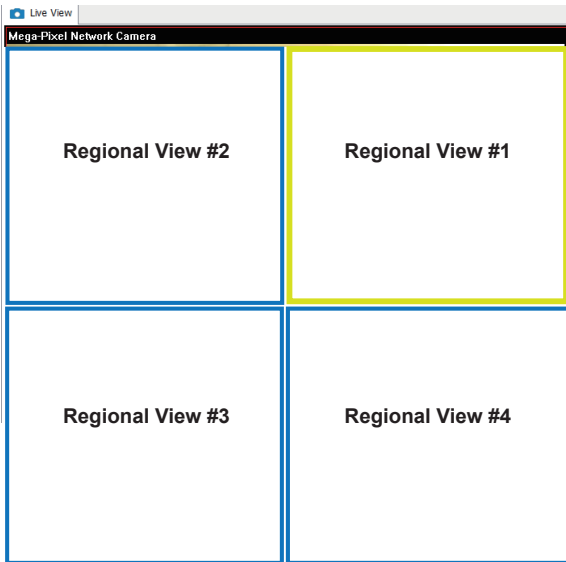 Live View
Mega-Pixel Network Camera
Regional View #2
Regional View #1
Regional View #3
Regional View #4